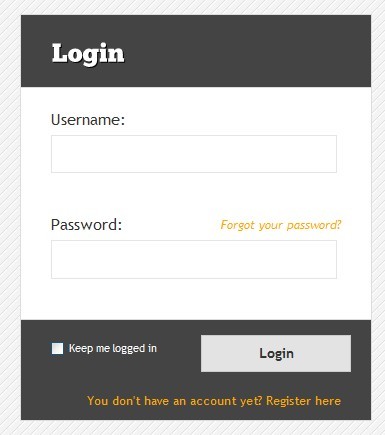 Login
Username:
Password: Forgot your password?
Keep me logged in Login
You don't have an account yet? Register here